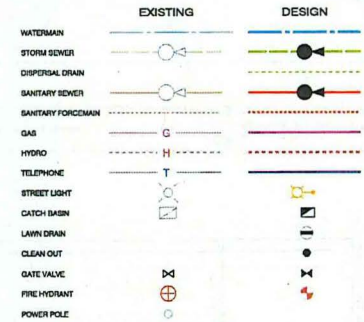 EXISTING DESIGN
WATERMAIN
STORM SEWER
DISPERSAL DRAIN
SANITARY SEWER
SANITARY FORCEMAIN
GAS G
HYDRO H
TELEPHONE T
STREET LIGHT
CATCH BASIN
LAWN DRAIN
CLEAN OUT
GATE VALVE
FIRE HYDRANT
POWER POLE